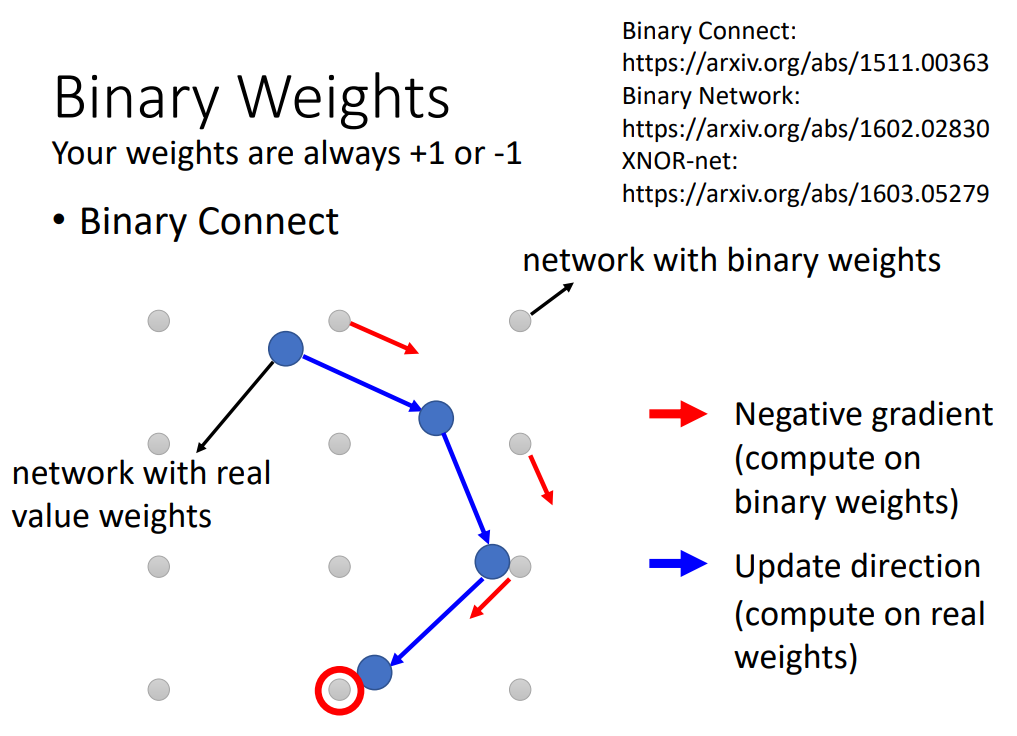 Binary Weights
Your weights are always +1 or -1
Binary Connect:
https://arxiv.org/abs/1511.00363
Binary Network:
https://arxiv.org/abs/1602.02830
XNOR-net:
https://arxiv.org/abs/1603.05279
• Binary Connect
network with binary weights
network with real
value weights
Negative gradient
(compute on
binary weights)
Update direction
(compute on real
weights)